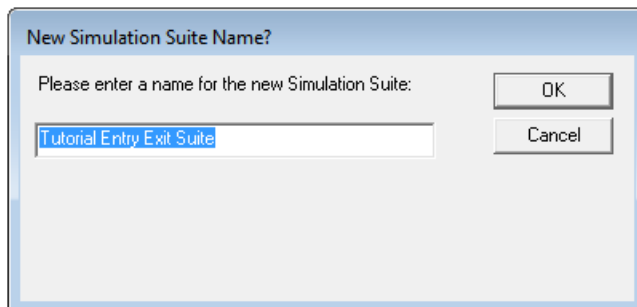 New Simulation Suite Name?
Please enter a name for the new Simulation Suite:
OK
Tutorial Entry Exit Suite
Cancel